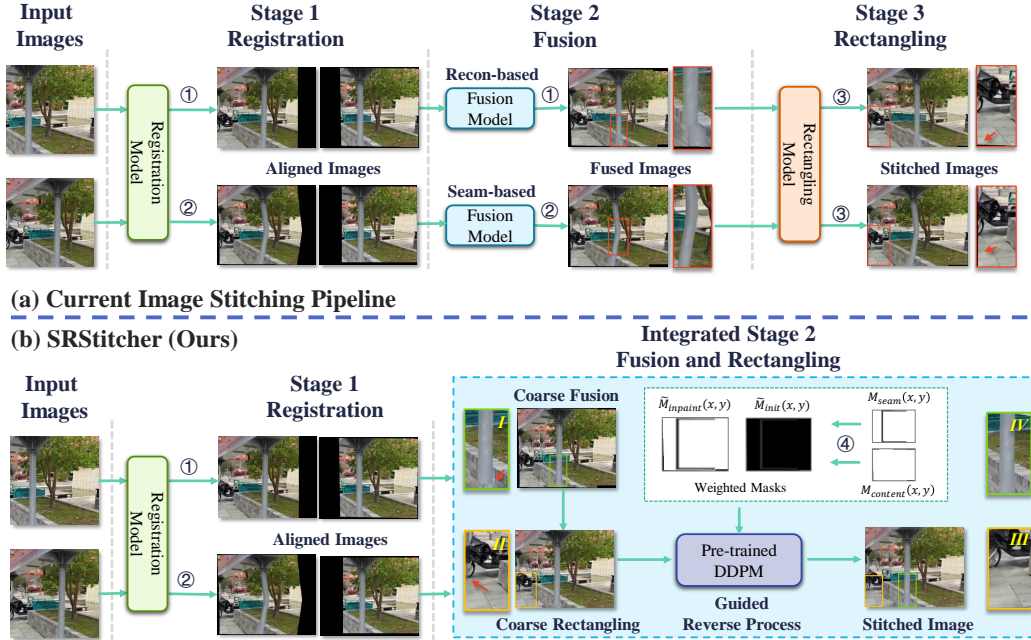 Input
Images
Stage 1
Registration
Stage 2
Fusion
Stage 3
Rectangling
Registration
Model
①
②
Aligned Images
Recon-based
Fusion
Model
①
Seam-based
Fusion
Model
②
Fused Images
Rectangling
Model
③
③
Stitched Images
(a) Current Image Stitching Pipeline
(b) SRStitcher (Ours)
Input
Images
Stage 1
Registration
Integrated Stage 2
Fusion and Rectangling
Registration
Model
①
②
Aligned Images
Coarse Fusion
I
II
Coarse Rectangling
M̃inpaint(x, y)
M̃init(x, y)
Mseam(x, y)
④
Mcontent(x, y)
Weighted Masks
Pre-trained
DDPM
Guided
Reverse Process
IV
III
Stitched Image